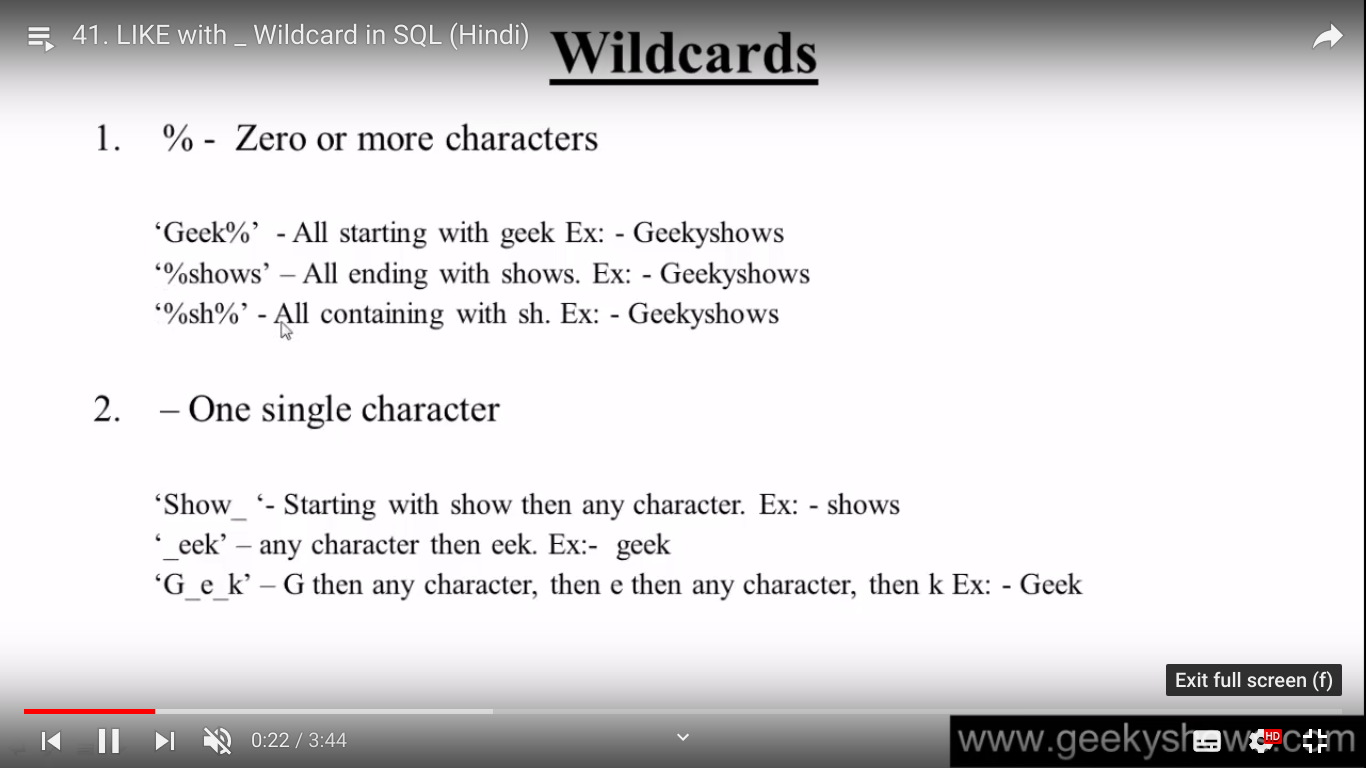 41. LIKE with _ Wildcard in SQL (Hindi)
Wildcards
1. % - Zero or more characters
‘Geek%’ - All starting with geek Ex: - Geekyshows
‘%shows’ – All ending with shows. Ex: - Geekyshows
‘%sh%’ - All containing with sh. Ex: - Geekyshows
2. – One single character
‘Show_ ‘- Starting with show then any character. Ex: - shows
‘_eek’ – any character then eek. Ex:- geek
‘G_e_k’ – G then any character, then e then any character, then k Ex: - Geek
Exit full screen (f)
0:22 / 3:44
www.geekyshows.com
HD